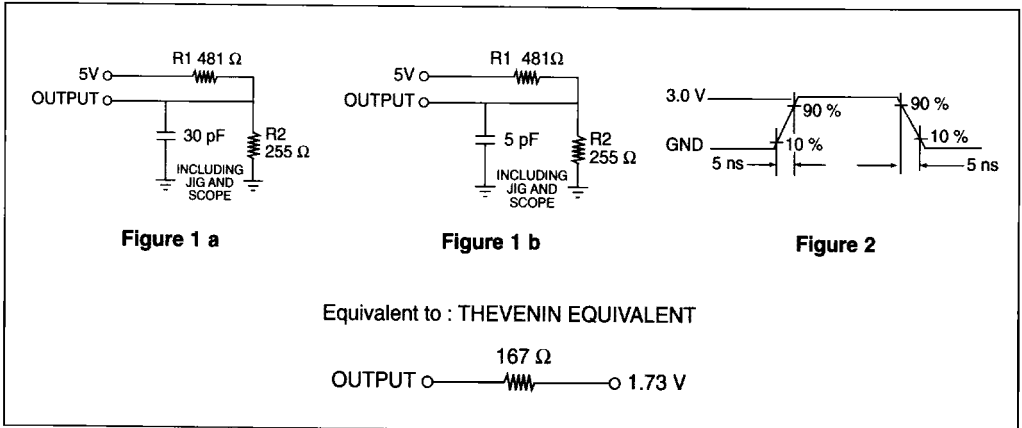 R1 481 Ω
5V
OUTPUT
30 pF
R2
255 Ω
INCLUDING
JIG AND
SCOPE
Figure 1 a
R1 481Ω
5V
OUTPUT
5 pF
R2
255 Ω
INCLUDING
JIG AND
SCOPE
Figure 1 b
3.0 V
90 %
90 %
GND
10 %
10 %
5 ns
5 ns
Figure 2
Equivalent to : THEVENIN EQUIVALENT
167 Ω
OUTPUT
1.73 V